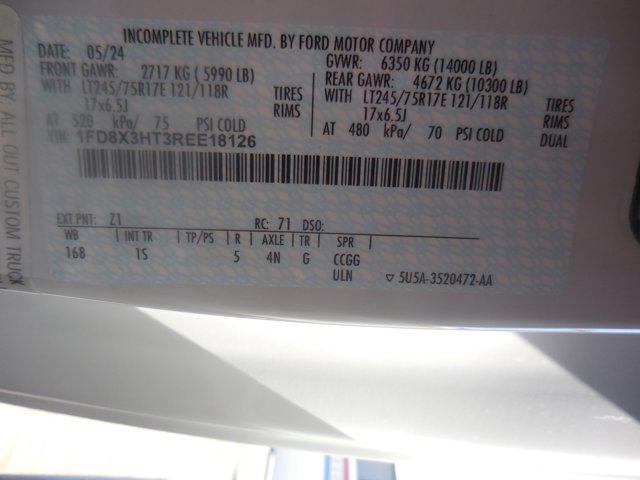 INCOMPLETE VEHICLE MFD. BY FORD MOTOR COMPANY
DATE: 05/24
GVWR: 6350 KG (14000 LB)
FRONT GAWR: 2717 KG ( 5990 LB)
REAR GAWR: 4672 KG (10300 LB)
WITH LT245/75R17E 121/118R TIRES
WITH LT245/75R17E 121/118R TIRES
17x6.5J RIMS
17x6.5J RIMS
AT 520 kPa/ 75 PSI COLD
AT 480 kPa/ 70 PSI COLD DUAL
VIN: 1FD8X3HT3REE18126
EXT PNT: Z1 RC: 71 DSO:
WB INT TR TP/PS R AXLE TR SPR
168 1S 5 4N G CCGG
ULN ▽ 5U5A-3520472-AA
MFD BY ALL OUT CUSTOM TRUCK